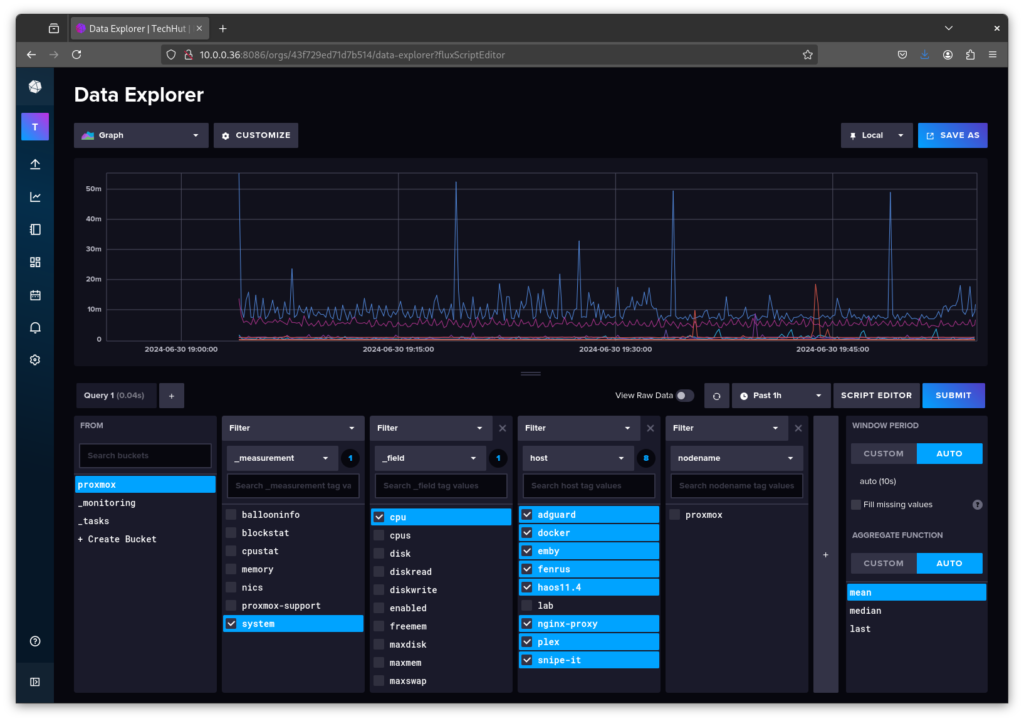 Data Explorer | TechHut |
10.0.0.36:8086/orgs/43f729ed71d7b514/data-explorer?fluxScriptEditor
Data Explorer
T
Graph
CUSTOMIZE
Local
SAVE AS
50m
40m
30m
20m
10m
0
2024-06-30 19:00:00
2024-06-30 19:15:00
2024-06-30 19:30:00
2024-06-30 19:45:00
Query 1 (0.04s)
+
View Raw Data
Past 1h
SCRIPT EDITOR
SUBMIT
FROM
Search buckets
proxmox
_monitoring
_tasks
+ Create Bucket
Filter
_measurement
1
Search _measurement tag va
ballooninfo
blockstat
cpustat
memory
nics
proxmox-support
system
Filter
_field
1
Search _field tag values
cpu
cpus
disk
diskread
diskwrite
enabled
freemem
maxdisk
maxmem
maxswap
Filter
host
8
Search host tag values
adguard
docker
emby
fenrus
haos11.4
lab
nginx-proxy
plex
snipe-it
Filter
nodename
Search nodename tag values
proxmox
+
WINDOW PERIOD
CUSTOM
AUTO
auto (10s)
Fill missing values
?
AGGREGATE FUNCTION
CUSTOM
AUTO
mean
median
last